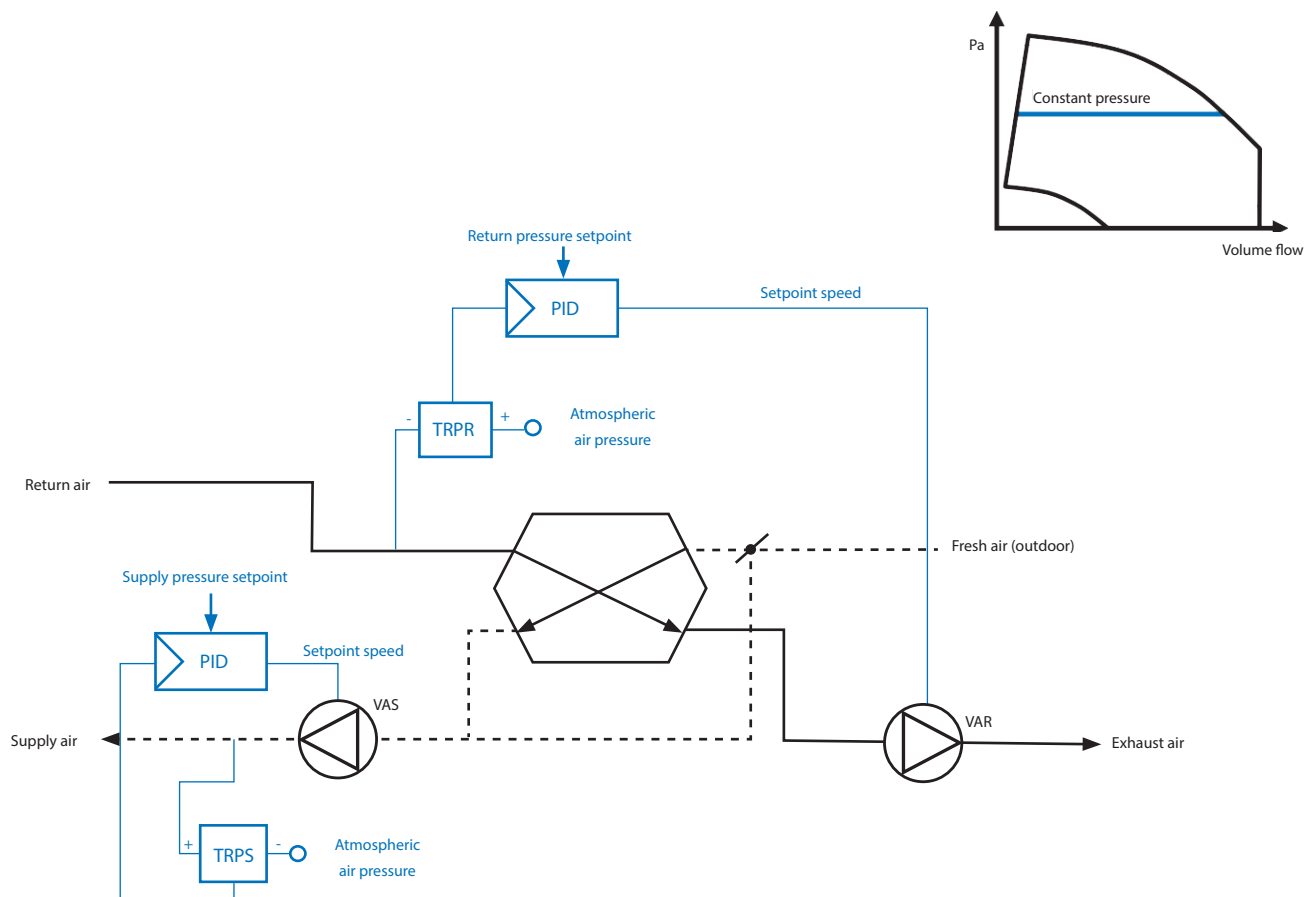 Pa
Constant pressure
Volume flow
Return pressure setpoint
PID
Setpoint speed
- TRPR +
Atmospheric
air pressure
Return air
Fresh air (outdoor)
Supply pressure setpoint
PID
Setpoint speed
VAS
VAR
Supply air
Exhaust air
+ TRPS -
Atmospheric
air pressure